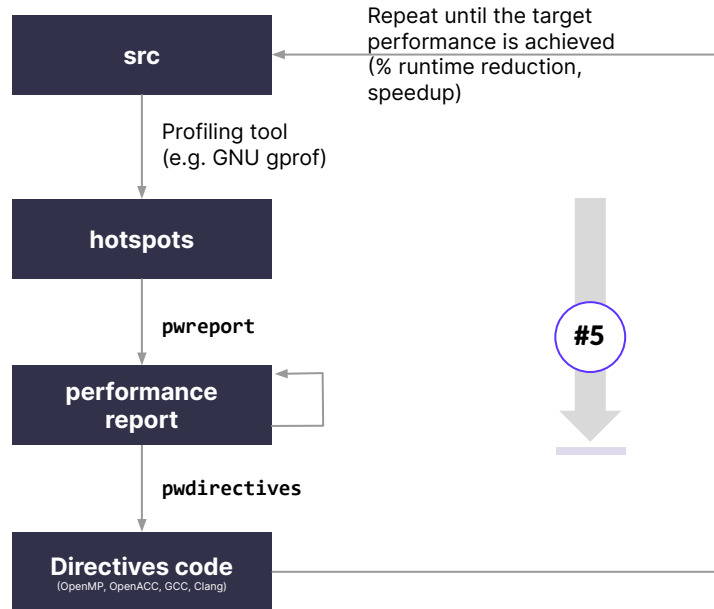 Repeat until the target
performance is achieved
(% runtime reduction,
speedup)
src
Profiling tool
(e.g. GNU gprof)
hotspots
pwreport
#5
performance
report
pwdirectives
Directives code
(OpenMP, OpenACC, GCC, Clang)